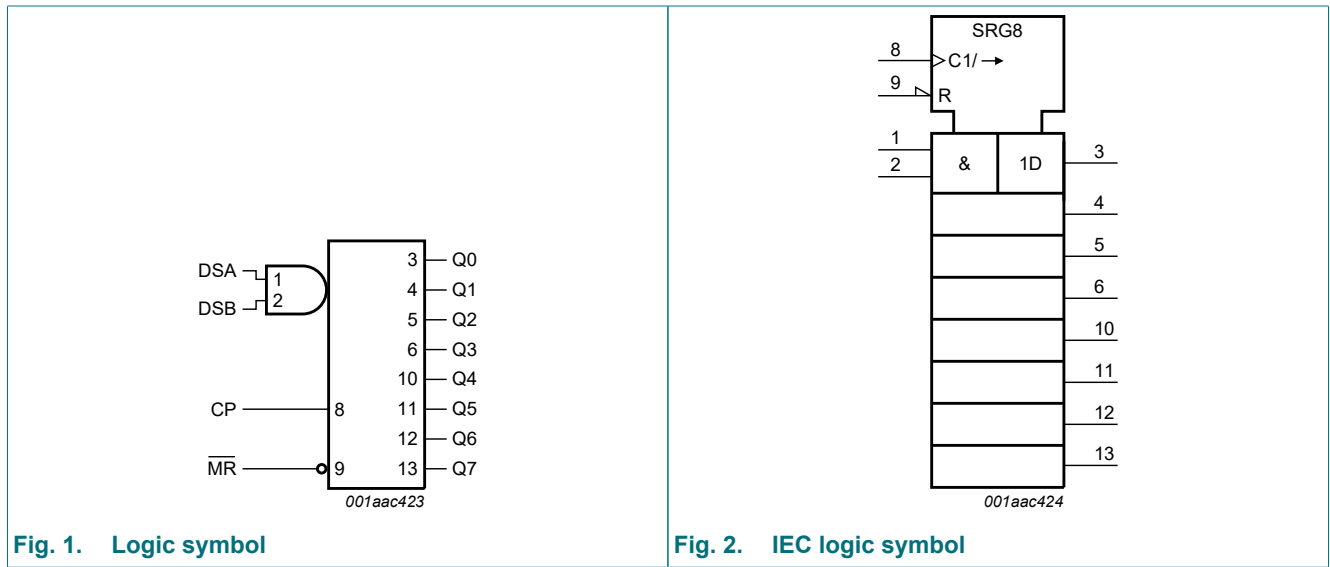 DSA
DSB
1
2
CP
8
MR
9
3 Q0
4 Q1
5 Q2
6 Q3
10 Q4
11 Q5
12 Q6
13 Q7
001aac423
Fig. 1. Logic symbol
SRG8
8
C1/ →
9
R
1
2
&
1D
3
4
5
6
10
11
12
13
001aac424
Fig. 2. IEC logic symbol